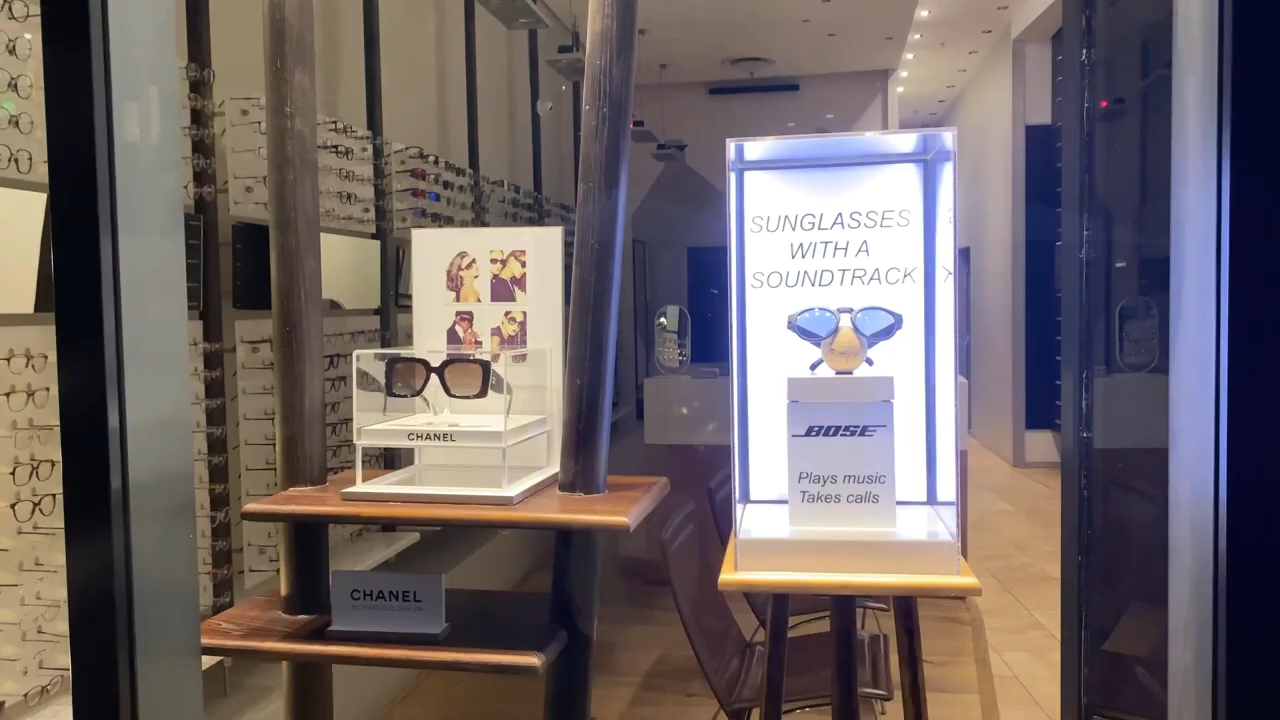 SUNGLASSES
WITH A
SOUNDTRACK
BOSE
Plays music
Takes calls
CHANEL
CHANEL
AUTHORIZED DEALER